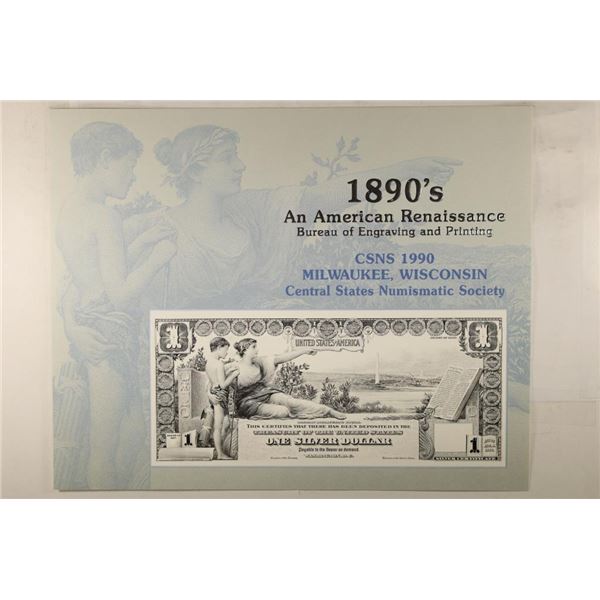 1890's
An American Renaissance
Bureau of Engraving and Printing
CSNS 1990
MILWAUKEE, WISCONSIN
Central States Numismatic Society
1
1
UNITED STATES of AMERICA
THIS CERTIFIES THAT THERE HAS BEEN DEPOSITED IN THE
TREASURY OF THE UNITED STATES
ONE SILVER DOLLAR
Payable to the Bearer on demand
WASHINGTON, D.C.
1
1
SILVER CERTIFICATE